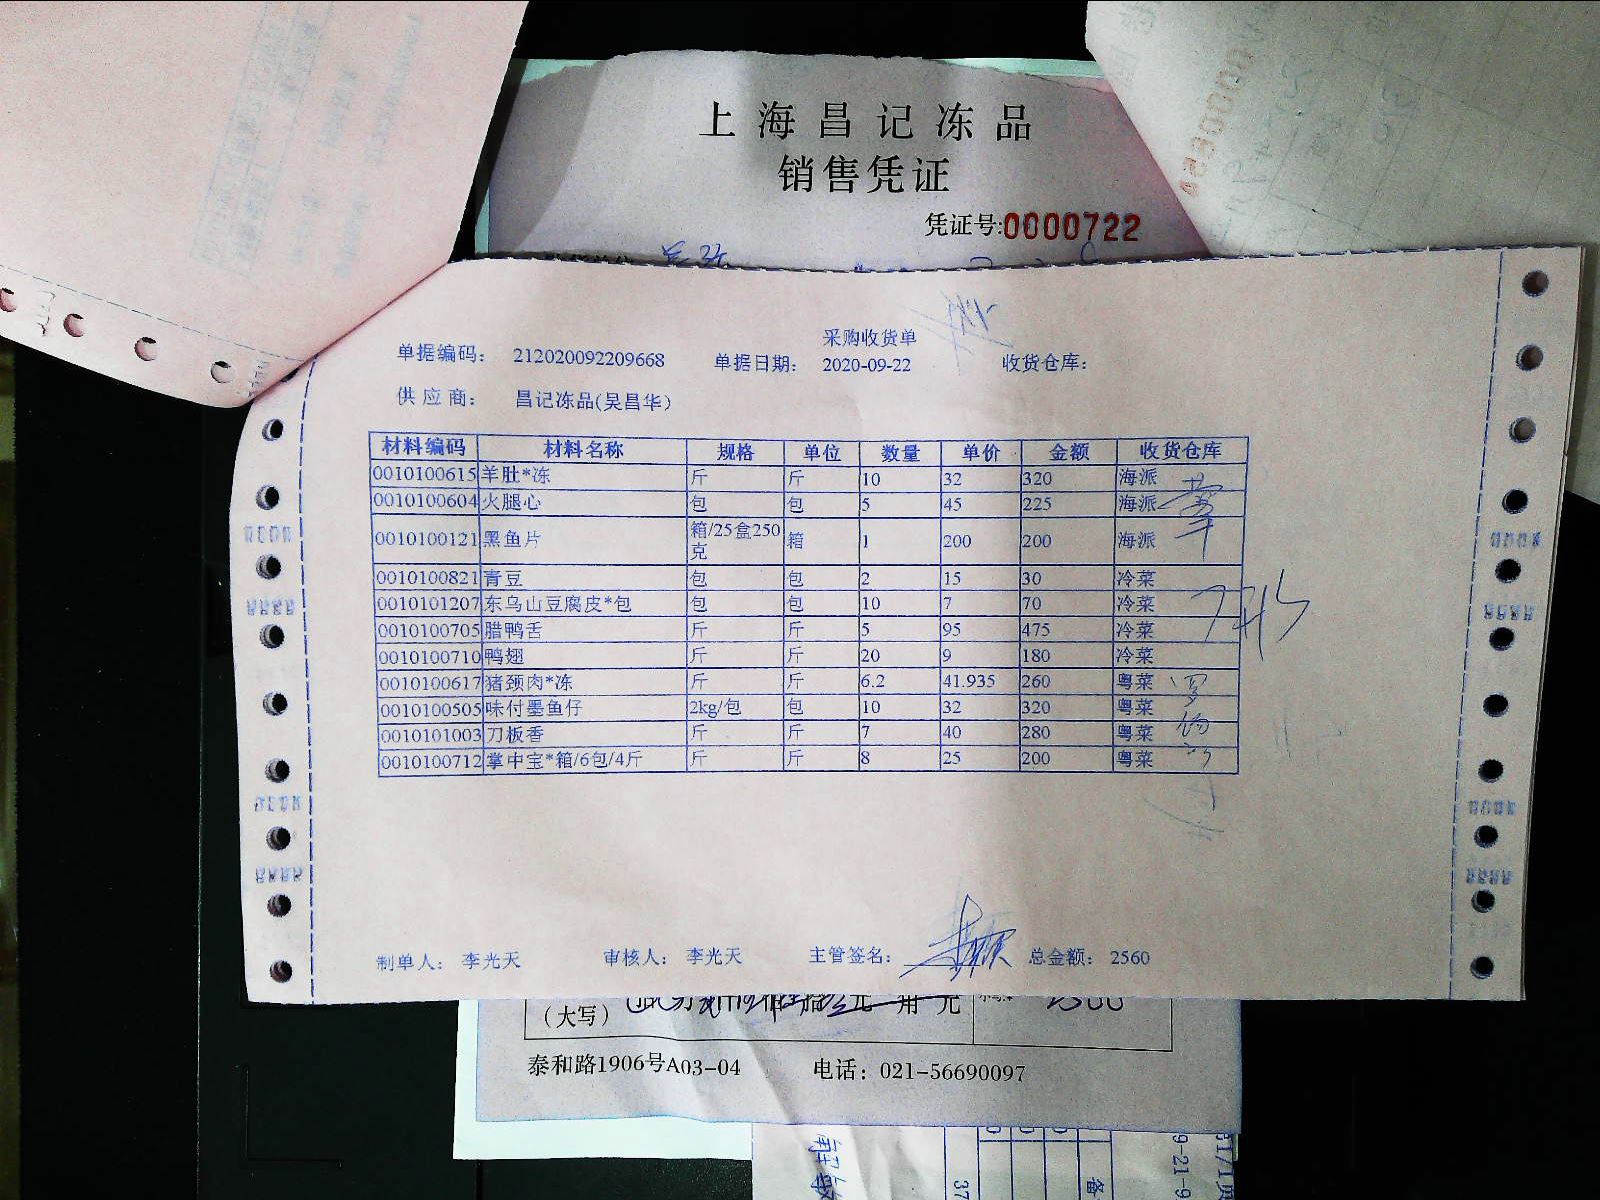 上海昌记冻品
销售凭证
凭证号:0000722
采购收货单
单据编码: 212020092209668 单据日期: 2020-09-22 收货仓库:
供应商: 昌记冻品(吴昌华)
材料编码 材料名称 规格 单位 数量 单价 金额 收货仓库
0010100615 羊肚*冻 斤 斤 10 32 320 海派
0010100604 火腿心 包 包 5 45 225 海派
0010100121 黑鱼片 箱/25盒250克 箱 1 200 200 海派
0010100821 青豆 包 包 2 15 30 冷菜
0010101207 东乌山豆腐皮*包 包 包 10 7 70 冷菜
0010100705 腊鸭舌 斤 斤 5 95 475 冷菜
0010100710 鸭翅 斤 斤 20 9 180 冷菜
0010100617 猪颈肉*冻 斤 斤 6.2 41.935 260 粤菜
0010100505 味付墨鱼仔 2kg/包 包 10 32 320 粤菜
0010101003 刀板香 斤 斤 7 40 280 粤菜
0010100712 掌中宝*箱/6包/4斤 斤 斤 8 25 200 粤菜
制单人: 李光天 审核人: 李光天 主管签名: 总金额: 2560
(大写)
泰和路1906号A03-04 电话: 021-56690097